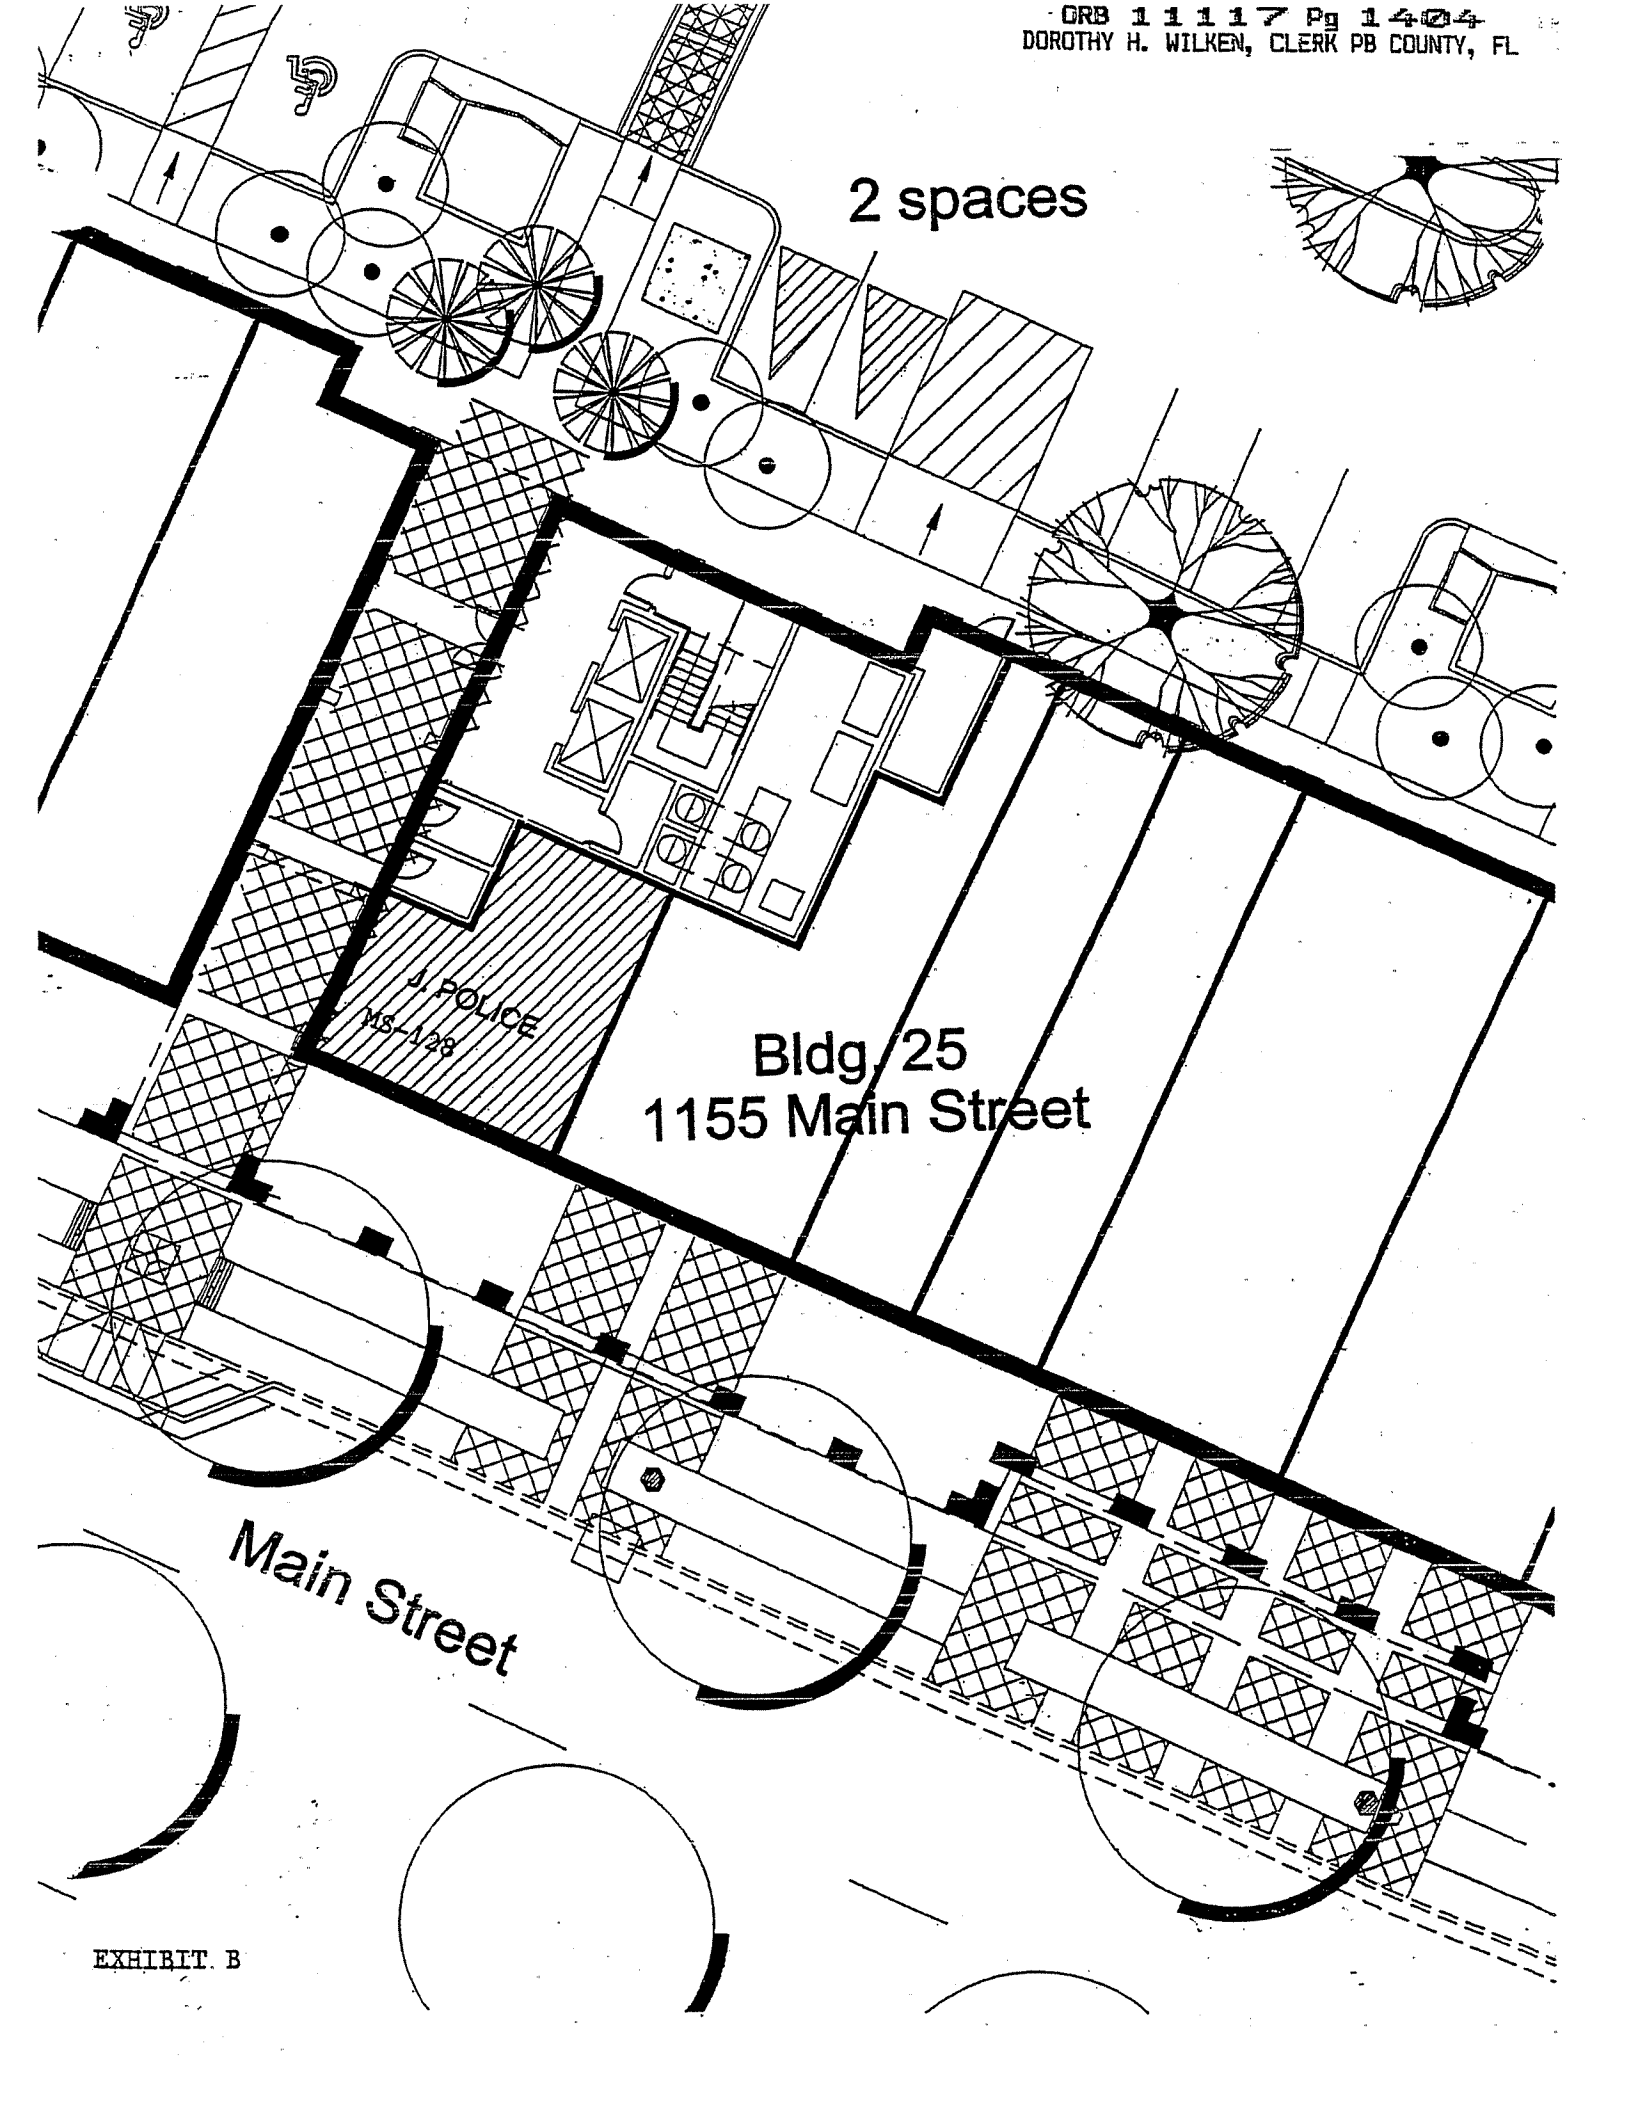 ORB 11117 Pg 1404
DOROTHY H. WILKEN, CLERK PB COUNTY, FL
2 spaces
J. POLICE
MS-128
Bldg. 25
1155 Main Street
Main Street
EXHIBIT B